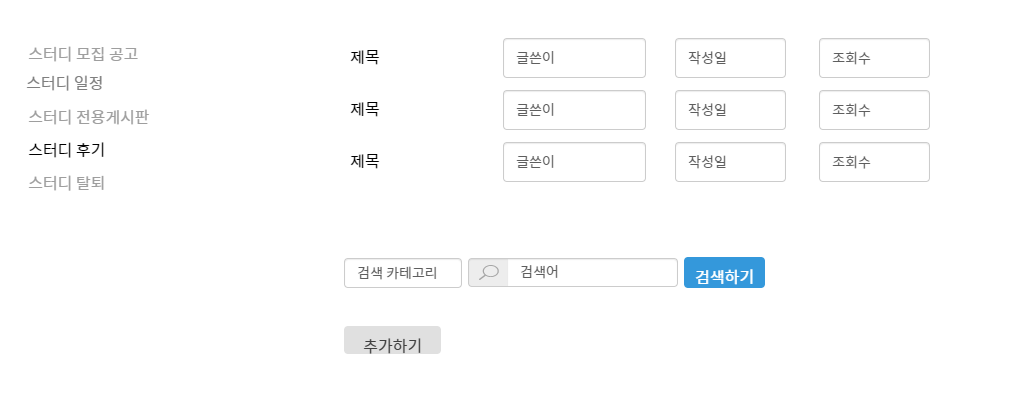 스터디 모집 공고
스터디 일정
스터디 전용게시판
스터디 후기
스터디 탈퇴
제목 글쓴이 작성일 조회수
제목 글쓴이 작성일 조회수
제목 글쓴이 작성일 조회수
검색 카테고리 검색어 검색하기
추가하기